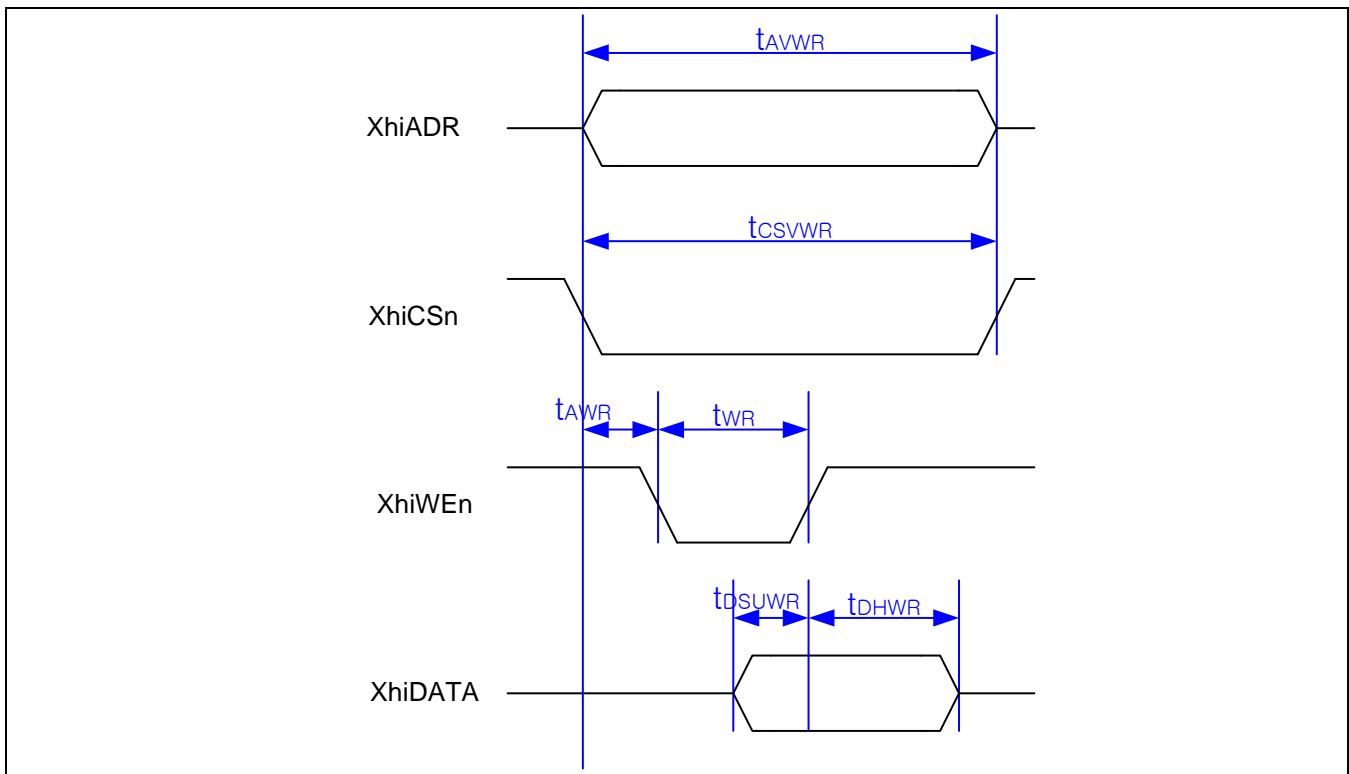 tAVWR
XhiADR
tCSVWR
XhiCSn
tAWR
tWR
XhiWEn
tDSUWR
tDHWR
XhiDATA